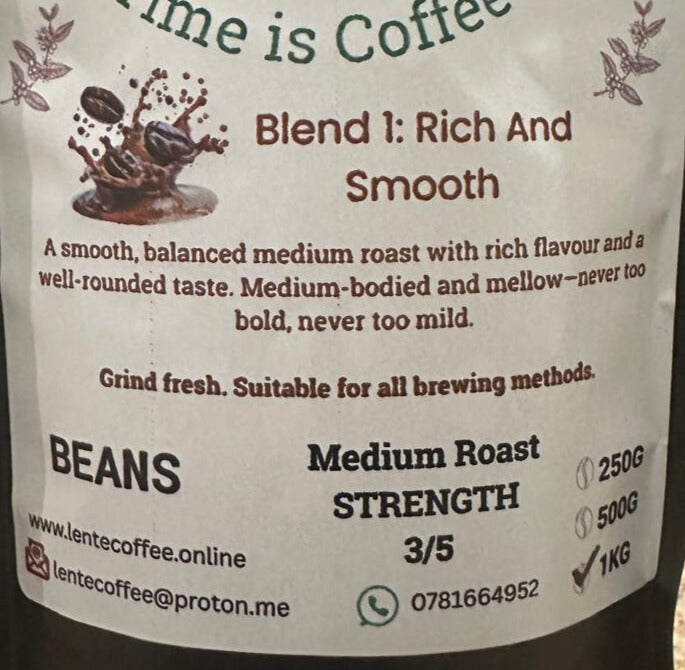 Time is Coffee
Blend 1: Rich And
Smooth
A smooth, balanced medium roast with rich flavour and a
well-rounded taste. Medium-bodied and mellow—never too
bold, never too mild.
Grind fresh. Suitable for all brewing methods.
BEANS
Medium Roast
STRENGTH
3/5
250G
500G
1KG
www.lentecoffee.online
lentecoffee@proton.me
0781664952